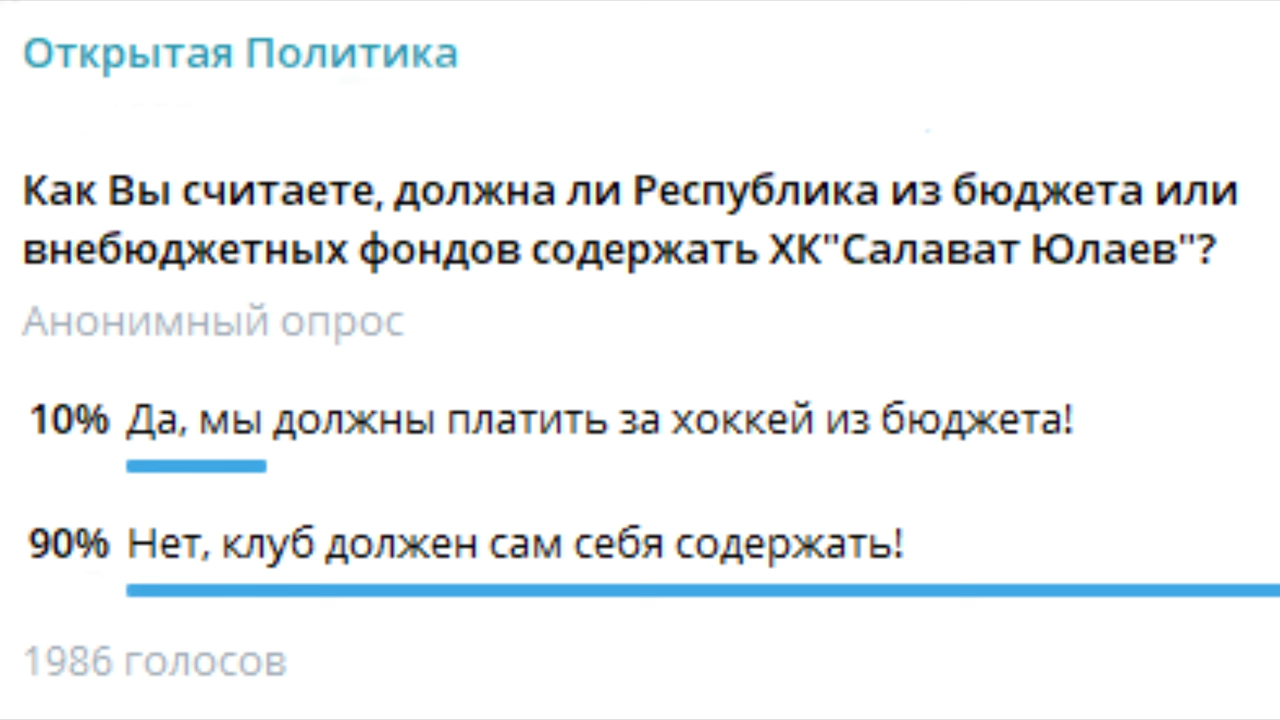 Открытая Политика
Как Вы считаете, должна ли Республика из бюджета или
внебюджетных фондов содержать ХК"Салават Юлаев"?
Анонимный опрос
10% Да, мы должны платить за хоккей из бюджета!
90% Нет, клуб должен сам себя содержать!
1986 голосов